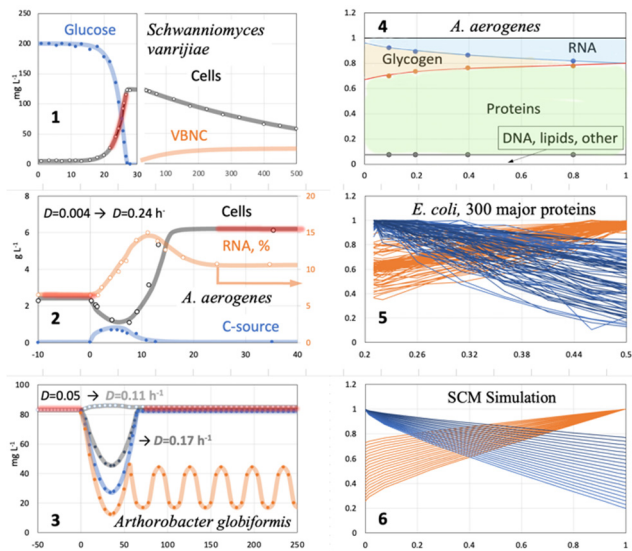 Glucose
Schwanniomyces
vanrijiae
Cells
VBNC
1
mg L-1
250
200
150
100
50
0
0 10 20 30 100 200 300 400 500
4
A. aerogenes
RNA
Glycogen
Proteins
DNA, lipids, other
1.2
1
0.8
0.6
0.4
0.2
0
0 0.2 0.4 0.6 0.8 1
D=0.004 → D=0.24 h-
Cells
RNA, %
A. aerogenes
C-source
2
mg L-1
8
6
4
2
0
20
15
10
5
0
-10 0 10 20 30 40
E. coli, 300 major proteins
5
1.2
1
0.8
0.6
0.4
0.2
0
0.2 0.26 0.32 0.38 0.44 0.5
D=0.05 → D=0.11 h-1
→ D=0.17 h-1
3
Arthorobacter globiformis
mg L-1
100
80
60
40
20
0
-50 0 50 100 150 200 250
SCM Simulation
6
1.2
1
0.8
0.6
0.4
0.2
0
0 0.2 0.4 0.6 0.8 1